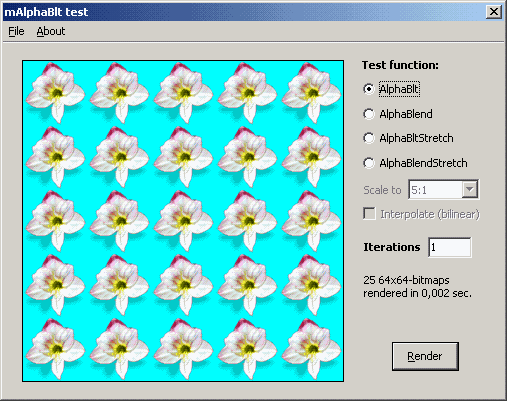 mAlphaBlt test
File About
Test function:
AlphaBlt
AlphaBlend
AlphaBltStretch
AlphaBlendStretch
Scale to 5:1
Interpolate (bilinear)
Iterations 1
25 64x64-bitmaps
rendered in 0,002 sec.
Render